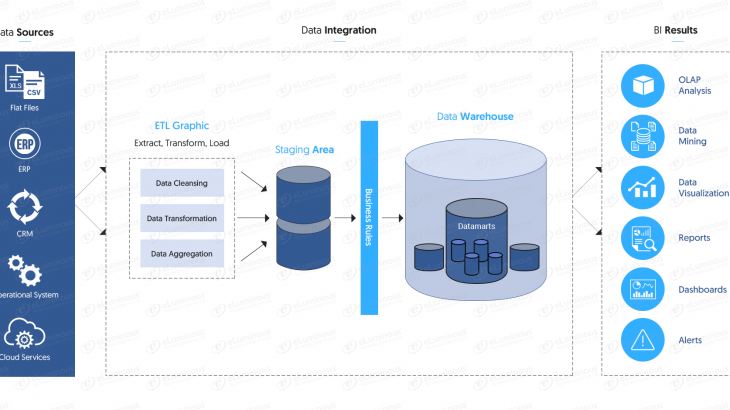 ata Sources
Data Integration
BI Results
XLS
CSV
Flat Files
ERP
ERP
CRM
perational System
Cloud Services
ETL Graphic
Extract, Transform, Load
Data Cleansing
Data Transformation
Data Aggregation
Staging Area
Business Rules
Data Warehouse
Datamarts
OLAP
Analysis
Data
Mining
Data
Visualization
Reports
Dashboards
Alerts
eLuminous